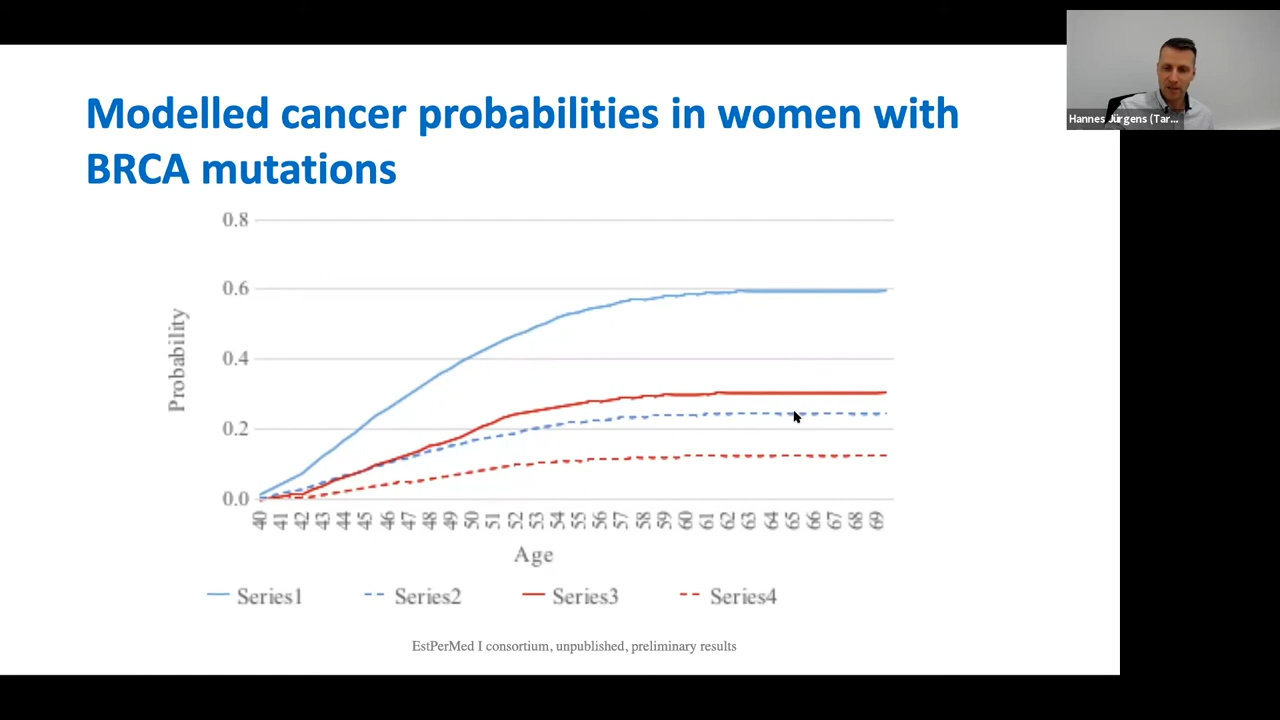 Modelled cancer probabilities in women with
BRCA mutations
Hannes Jürgens (Tar...
0.8
0.6
0.4
0.2
0.0
Probability
40 41 42 43 44 45 46 47 48 49 50 51 52 53 54 55 56 57 58 59 60 61 62 63 64 65 66 67 68 69
Age
Series1 Series2 Series3 Series4
EstPerMed I consortium, unpublished, preliminary results